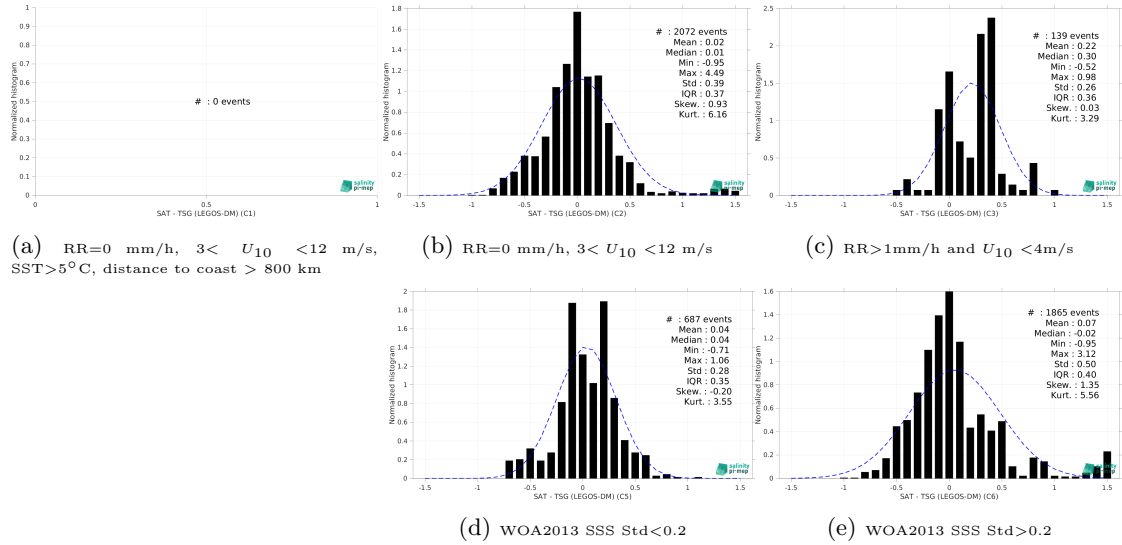 1
0.9
0.8
0.7
0.6
0.5
0.4
0.3
0.2
0.1
0
0
0.5
1
Normalized histogram
# : 0 events
salinity
pi-mep
SAT - TSG (LEGOS-DM) (C1)
(a) RR=0 mm/h, 3< U10 <12 m/s,
SST>5°C, distance to coast > 800 km
1.8
1.6
1.4
1.2
1
0.8
0.6
0.4
0.2
0
-1.5
-1
-0.5
0
0.5
1
1.5
Normalized histogram
# : 2072 events
Mean : 0.02
Median : 0.01
Min : -0.95
Max : 4.49
Std : 0.39
IQR : 0.37
Skew. : 0.93
Kurt. : 6.16
salinity
pi-mep
SAT - TSG (LEGOS-DM) (C2)
(b) RR=0 mm/h, 3< U10 <12 m/s
2.5
2
1.5
1
0.5
0
-1.5
-1
-0.5
0
0.5
1
1.5
Normalized histogram
# : 139 events
Mean : 0.22
Median : 0.30
Min : -0.52
Max : 0.98
Std : 0.26
IQR : 0.36
Skew. : 0.03
Kurt. : 3.29
salinity
pi-mep
SAT - TSG (LEGOS-DM) (C3)
(c) RR>1mm/h and U10 <4m/s
2
1.8
1.6
1.4
1.2
1
0.8
0.6
0.4
0.2
0
-1.5
-1
-0.5
0
0.5
1
1.5
Normalized histogram
# : 687 events
Mean : 0.04
Median : 0.04
Min : -0.71
Max : 1.06
Std : 0.28
IQR : 0.35
Skew. : -0.20
Kurt. : 3.55
salinity
pi-mep
SAT - TSG (LEGOS-DM) (C5)
(d) WOA2013 SSS Std<0.2
1.6
1.4
1.2
1
0.8
0.6
0.4
0.2
0
-1.5
-1
-0.5
0
0.5
1
1.5
Normalized histogram
# : 1865 events
Mean : 0.07
Median : -0.02
Min : -0.95
Max : 3.12
Std : 0.50
IQR : 0.40
Skew. : 1.35
Kurt. : 5.56
salinity
pi-mep
SAT - TSG (LEGOS-DM) (C6)
(e) WOA2013 SSS Std>0.2